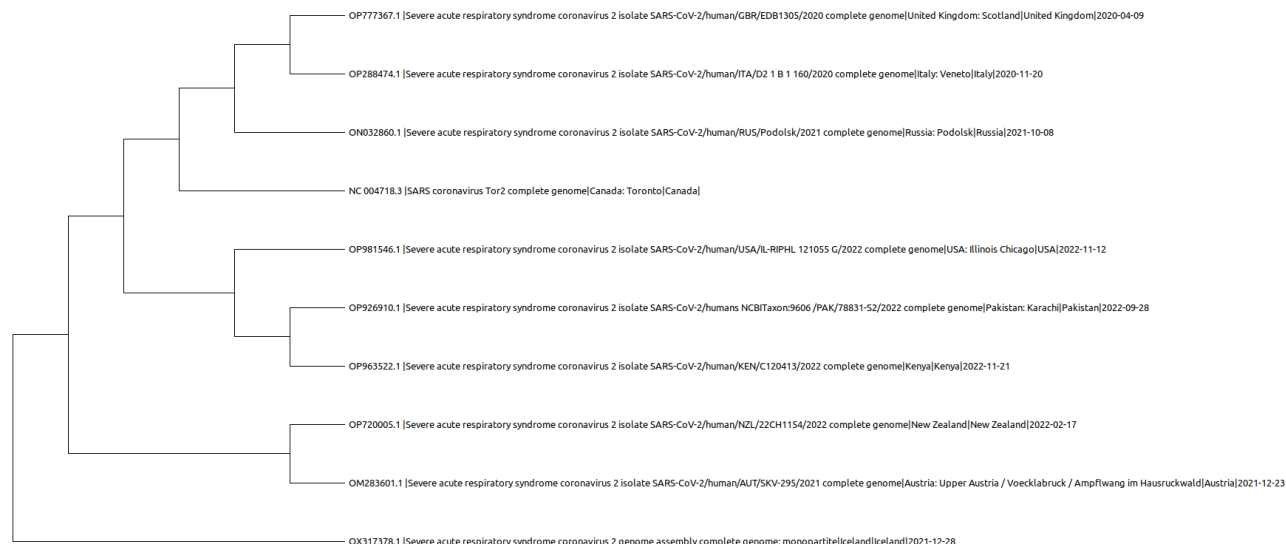 OP777367.1 |Severe acute respiratory syndrome coronavirus 2 isolate SARS-CoV-2/human/GBR/EDB1305/2020 complete genome|United Kingdom: Scotland|United Kingdom|2020-04-09
OP288474.1 |Severe acute respiratory syndrome coronavirus 2 isolate SARS-CoV-2/human/ITA/D2 1 B 1 160/2020 complete genome|Italy: Veneto|Italy|2020-11-20
ON032860.1 |Severe acute respiratory syndrome coronavirus 2 isolate SARS-CoV-2/human/RUS/Podolsk/2021 complete genome|Russia: Podolsk|Russia|2021-10-08
NC 004718.3 |SARS coronavirus Tor2 complete genome|Canada: Toronto|Canada|
OP981546.1 |Severe acute respiratory syndrome coronavirus 2 isolate SARS-CoV-2/human/USA/IL-RIPHL 121055 G/2022 complete genome|USA: Illinois Chicago|USA|2022-11-12
OP926910.1 |Severe acute respiratory syndrome coronavirus 2 isolate SARS-CoV-2/humans NCBITaxon:9606 /PAK/78831-S2/2022 complete genome|Pakistan: Karachi|Pakistan|2022-09-28
OP963522.1 |Severe acute respiratory syndrome coronavirus 2 isolate SARS-CoV-2/human/KEN/C120413/2022 complete genome|Kenya|Kenya|2022-11-21
OP720005.1 |Severe acute respiratory syndrome coronavirus 2 isolate SARS-CoV-2/human/NZL/22CH1154/2022 complete genome|New Zealand|New Zealand|2022-02-17
OM283601.1 |Severe acute respiratory syndrome coronavirus 2 isolate SARS-CoV-2/human/AUT/SKV-295/2021 complete genome|Austria: Upper Austria / Voecklabruck / Ampflwang im Hausruckwald|Austria|2021-12-23
OX317378.1 |Severe acute respiratory syndrome coronavirus 2 genome assembly complete genome: monopartite|Iceland|Iceland|2021-12-28